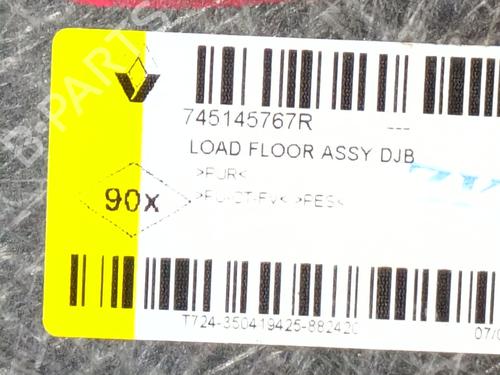 B-PARTS
745145767R ---
LOAD FLOOR ASSY DJB
>PUR<
90x
T724-350419425-882420
07/0